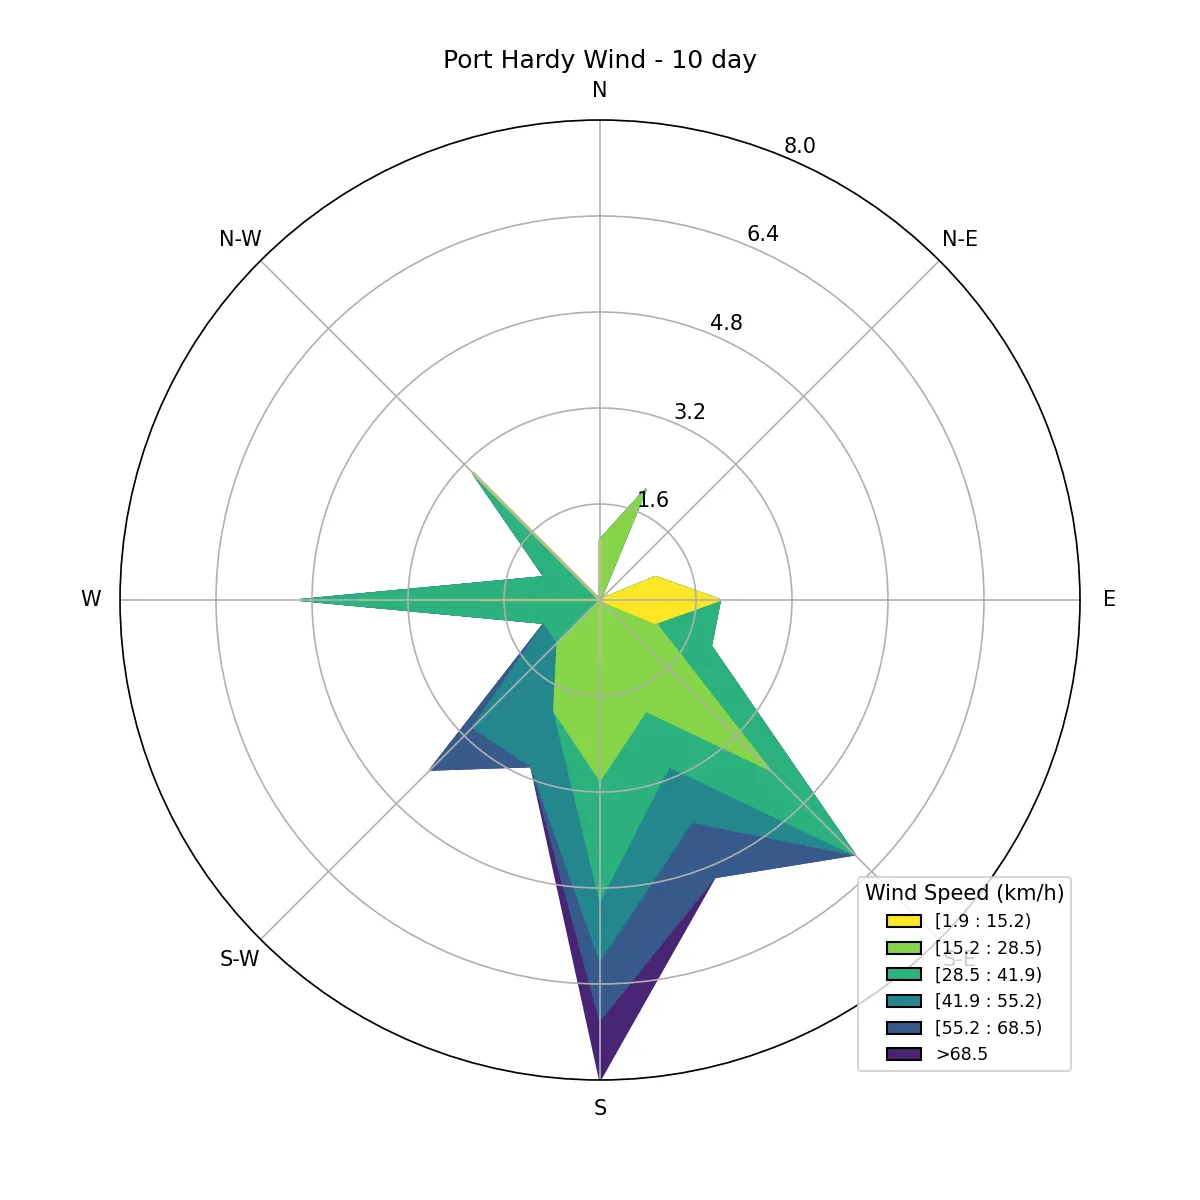 Port Hardy Wind - 10 day
N
8.0
N-W
6.4
N-E
4.8
3.2
1.6
W
E
S-W
S-E
S
Wind Speed (km/h)
[1.9 : 15.2)
[15.2 : 28.5)
[28.5 : 41.9)
[41.9 : 55.2)
[55.2 : 68.5)
>68.5